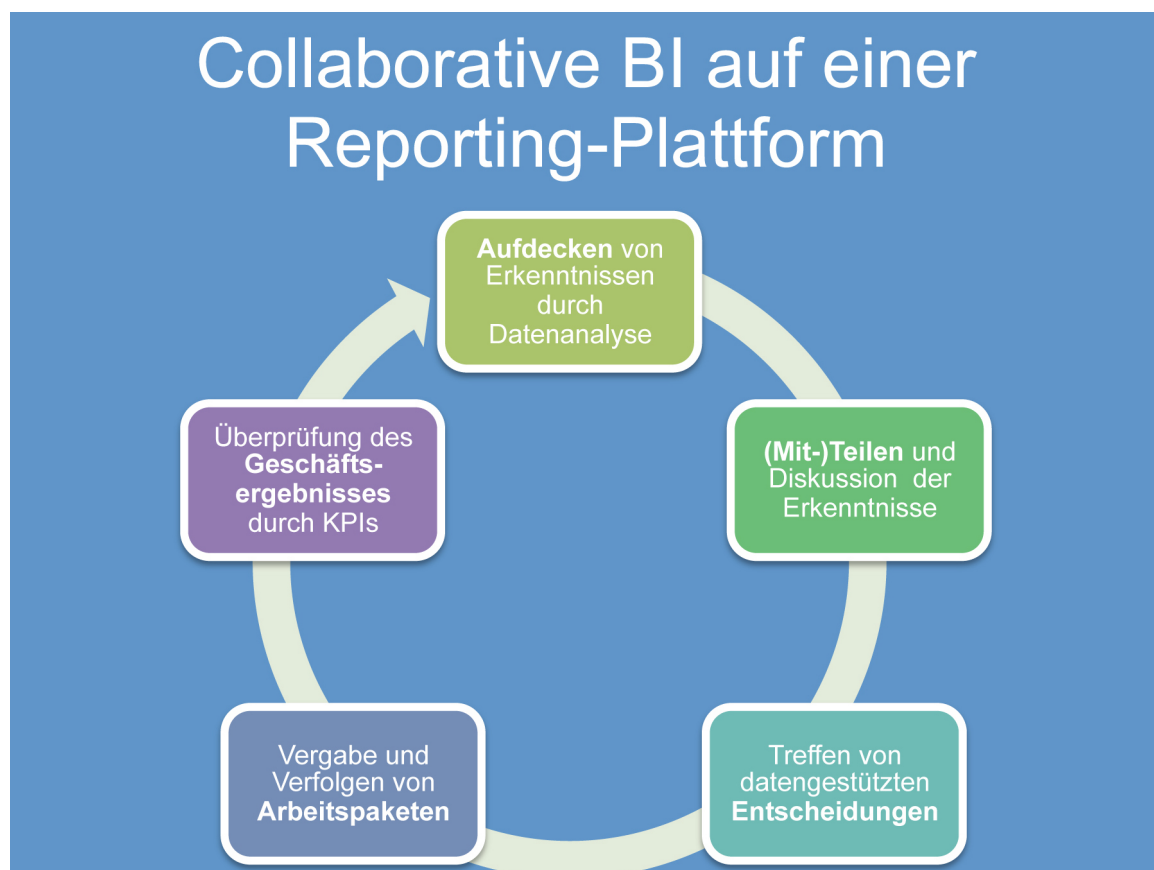 Collaborative BI auf einer
Reporting-Plattform
Aufdecken von
Erkenntnissen
durch
Datenanalyse
(Mit-)Teilen und
Diskussion der
Erkenntnisse
Treffen von
datengestützten
Entscheidungen
Vergabe und
Verfolgen von
Arbeitspaketen
Überprüfung des
Geschäfts-
ergebnisses
durch KPIs